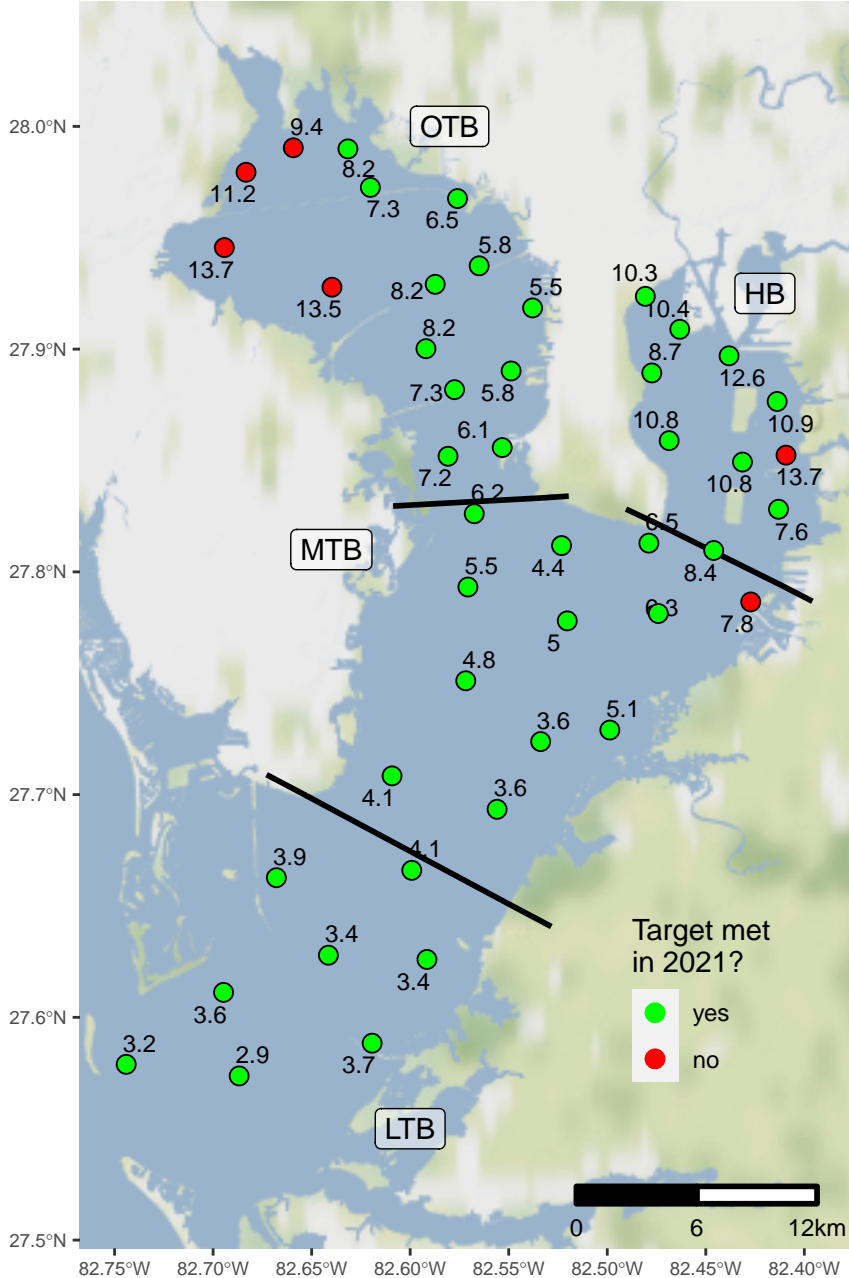 28.0°N
9.4
OTB
8.2
11.2
7.3
6.5
5.8
13.7
13.5
8.2
5.5
10.3
HB
10.4
27.9°N
8.2
8.7
12.6
7.3
5.8
10.9
6.1
10.8
7.2
10.8
13.7
6.2
6.5
7.6
MTB
4.4
8.4
27.8°N
5.5
6.3
5
7.8
4.8
3.6
5.1
27.7°N
4.1
3.6
4.1
3.9
3.4
3.4
Target met
in 2021?
27.6°N
3.6
yes
3.2
2.9
3.7
no
LTB
0
6
12km
27.5°N
82.75°W 82.70°W 82.65°W 82.60°W 82.55°W 82.50°W 82.45°W 82.40°W